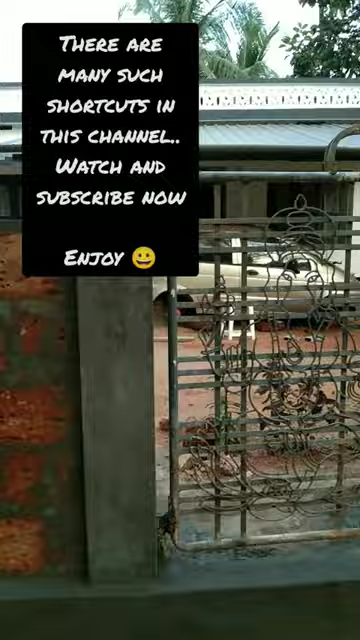 There are
many such
shortcuts in
this channel..
Watch and
subscribe now
Enjoy 😀